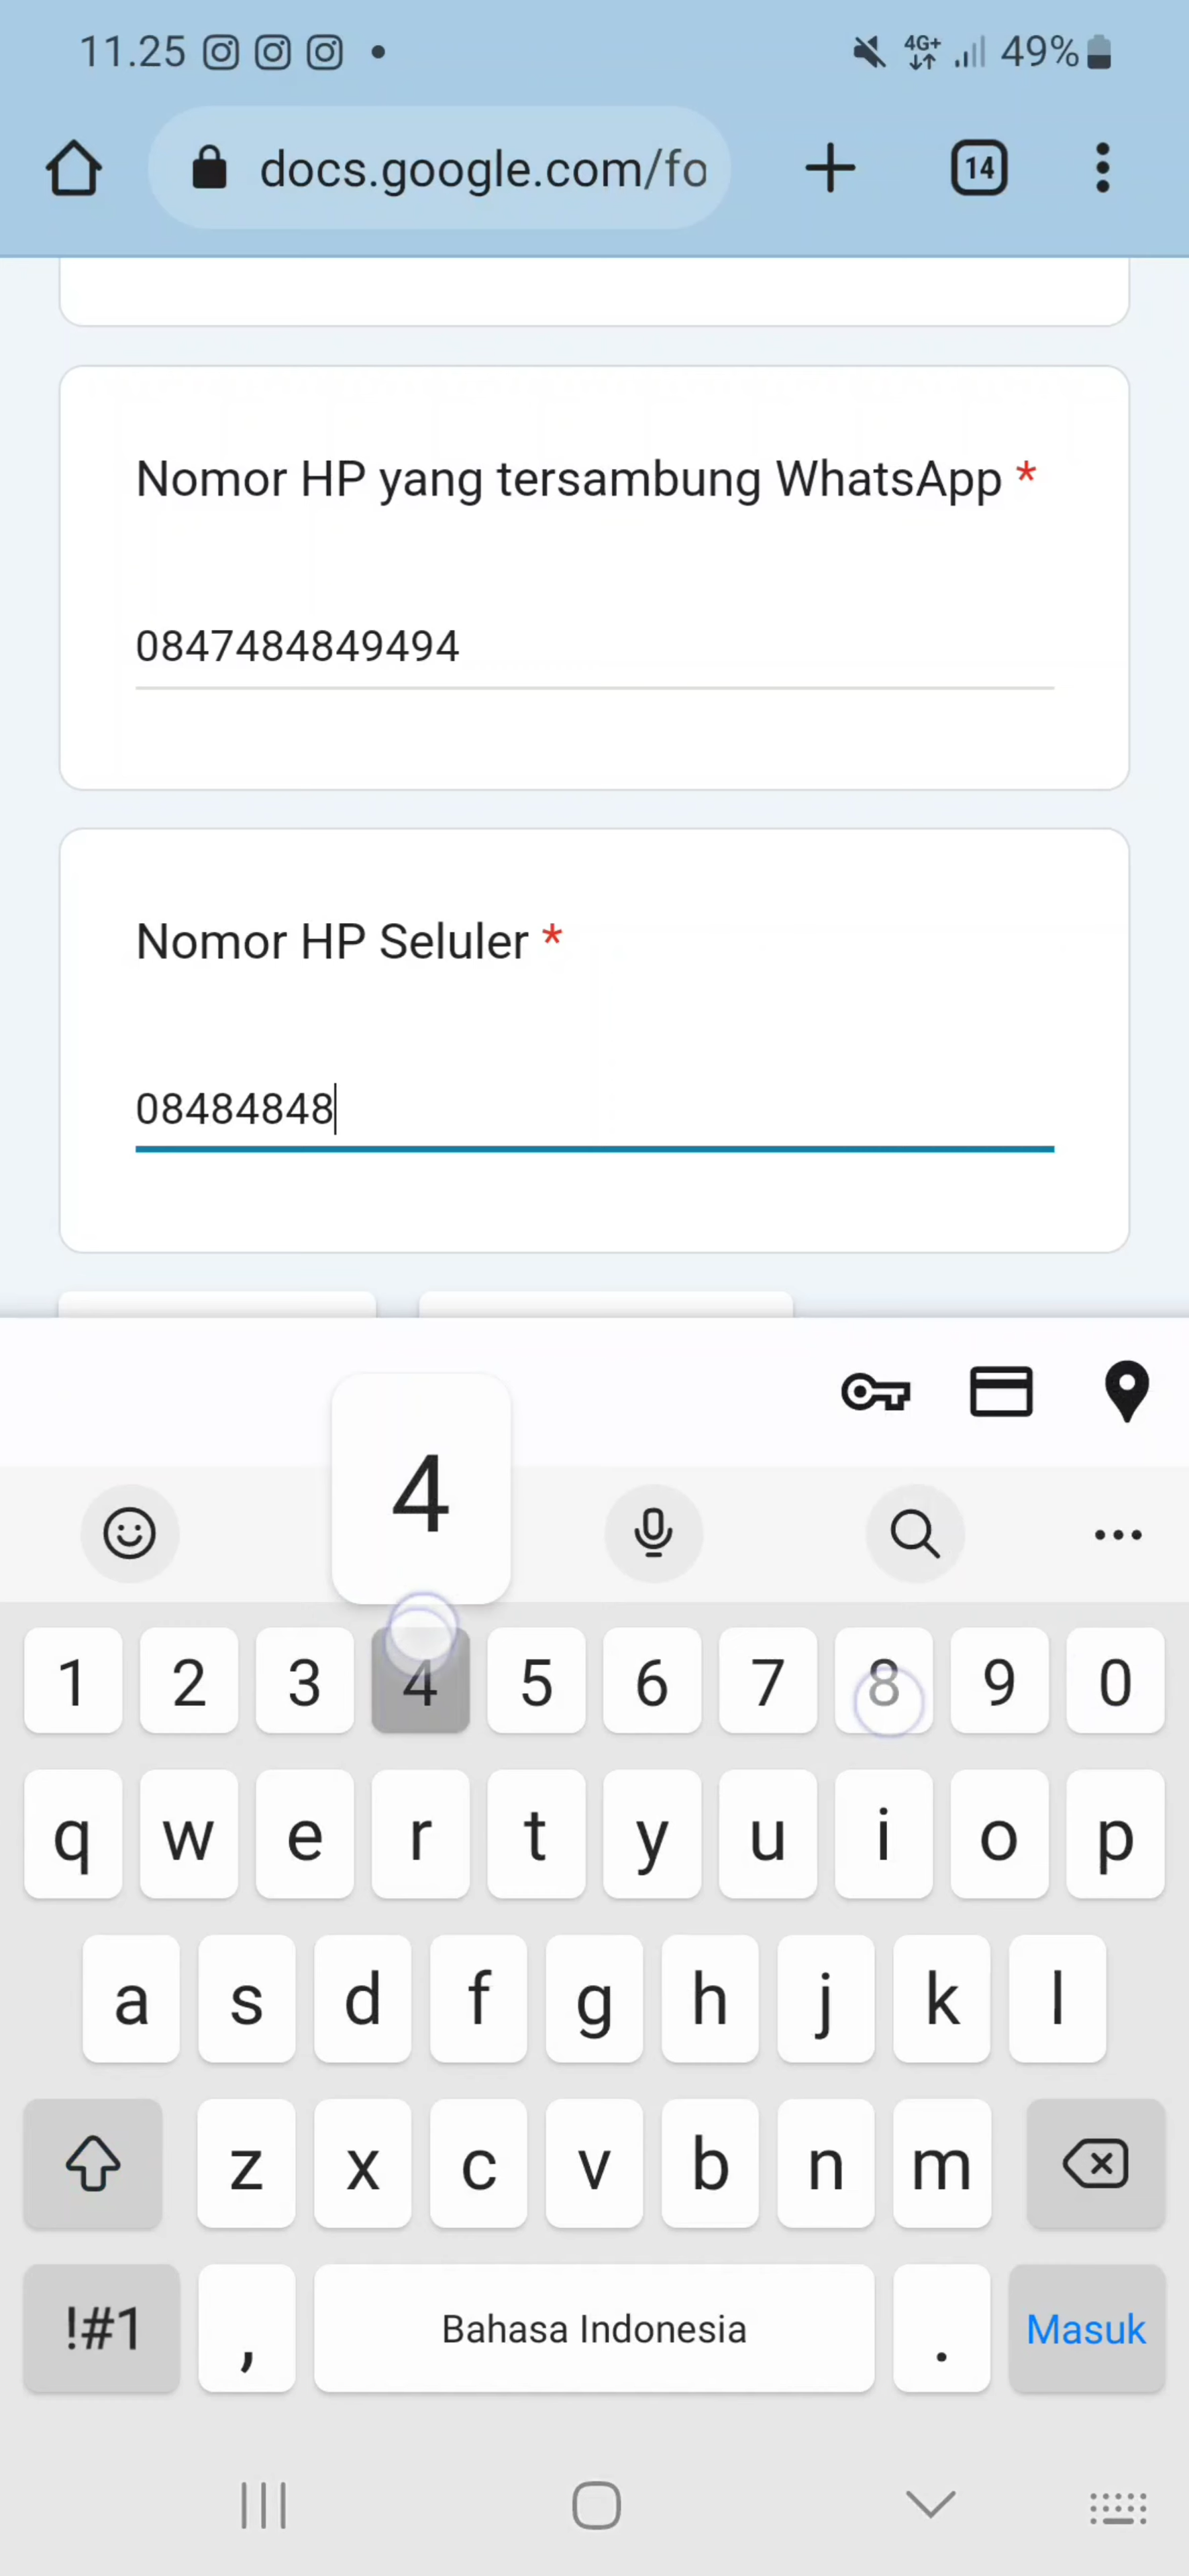 11.25 4G+ 49%
docs.google.com/fo 14
Nomor HP yang tersambung WhatsApp *
0847484849494
Nomor HP Seluler *
08484848
4
1 2 3 4 5 6 7 8 9 0
q w e r t y u i o p
a s d f g h j k l
z x c v b n m
!#1 , Bahasa Indonesia . Masuk